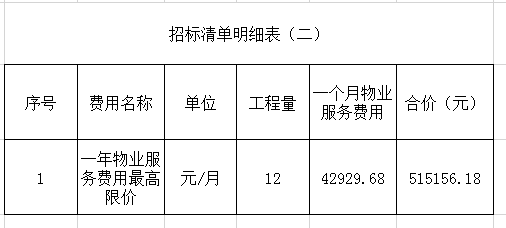 招标清单明细表（二）
序号 费用名称 单位 工程量 一个月物业服务费用 合价（元）
1 一年物业服务费用最高限价 元/月 12 42929.68 515156.18